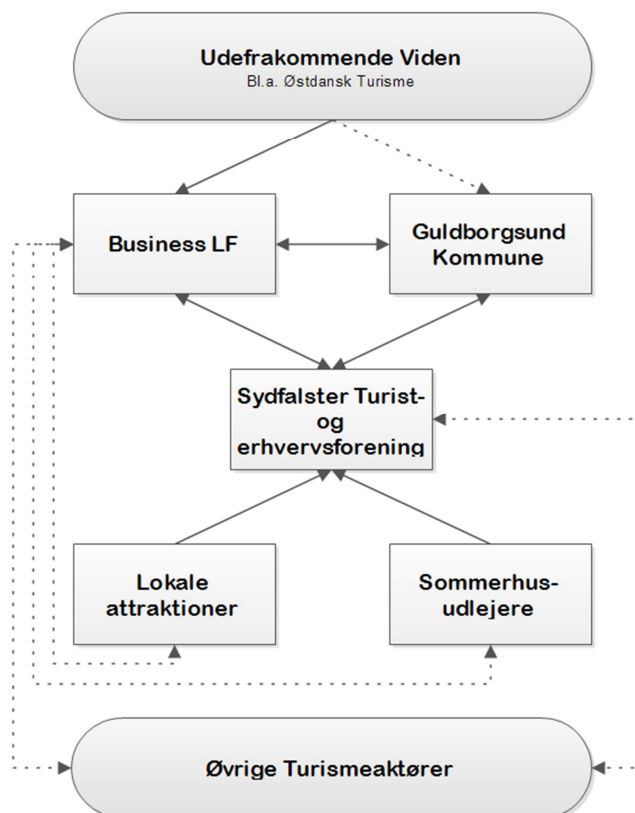 Udefrakommende Viden
Bl.a. Østdansk Turisme
Business LF
Guldborgsund
Kommune
Sydfalster Turist-
og
erhvervsforening
Lokale
attraktioner
Sommerhus-
udlejere
Øvrige Turismeaktører